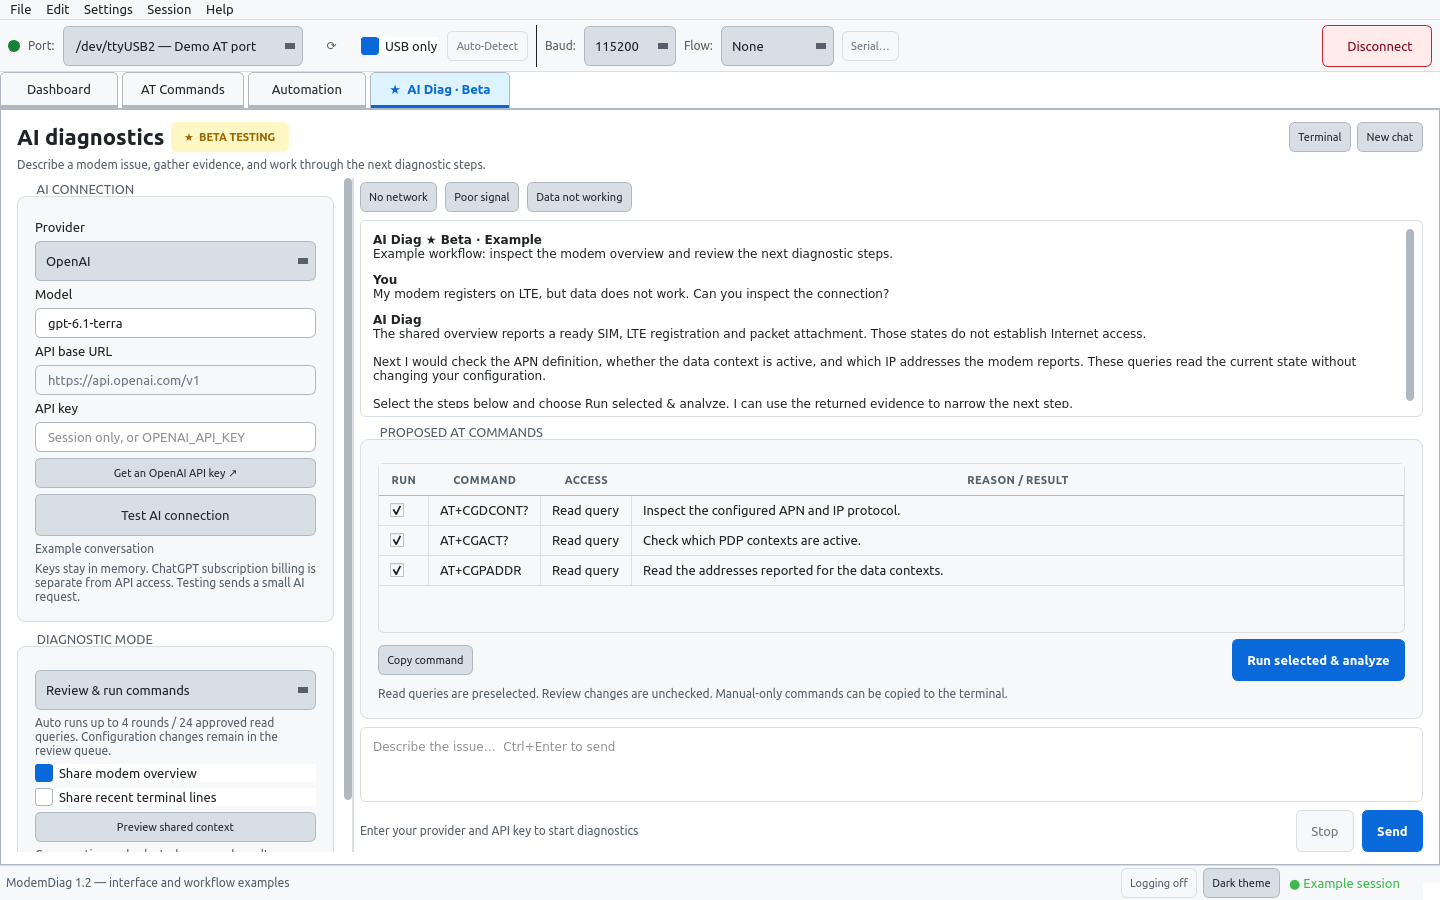 File Edit Settings Session Help
Port: /dev/ttyUSB2 — Demo AT port ⟳ USB only Auto-Detect Baud: 115200 Flow: None Serial... Disconnect
Dashboard AT Commands Automation ★ AI Diag · Beta
AI diagnostics ★ BETA TESTING Terminal New chat
Describe a modem issue, gather evidence, and work through the next diagnostic steps.
AI CONNECTION
Provider
OpenAI
Model
gpt-6.1-terra
API base URL
https://api.openai.com/v1
API key
Session only, or OPENAI_API_KEY
Get an OpenAI API key ↗
Test AI connection
Example conversation
Keys stay in memory. ChatGPT subscription billing is
separate from API access. Testing sends a small AI
request.
DIAGNOSTIC MODE
Review & run commands
Auto runs up to 4 rounds / 24 approved read
queries. Configuration changes remain in the
review queue.
Share modem overview
Share recent terminal lines
Preview shared context
No network Poor signal Data not working
AI Diag ★ Beta · Example
Example workflow: inspect the modem overview and review the next diagnostic steps.
You
My modem registers on LTE, but data does not work. Can you inspect the connection?
AI Diag
The shared overview reports a ready SIM, LTE registration and packet attachment. Those states do not establish Internet access.
Next I would check the APN definition, whether the data context is active, and which IP addresses the modem reports. These queries read the current state without
changing your configuration.
Select the steps below and choose Run selected & analyze. I can use the returned evidence to narrow the next step.
PROPOSED AT COMMANDS
RUN COMMAND ACCESS REASON / RESULT
AT+CGDCONT? Read query Inspect the configured APN and IP protocol.
AT+CGACT? Read query Check which PDP contexts are active.
AT+CGPADDR Read query Read the addresses reported for the data contexts.
Copy command Run selected & analyze
Read queries are preselected. Review changes are unchecked. Manual-only commands can be copied to the terminal.
Describe the issue... Ctrl+Enter to send
Enter your provider and API key to start diagnostics Stop Send
ModemDiag 1.2 — interface and workflow examples Logging off Dark theme Example session